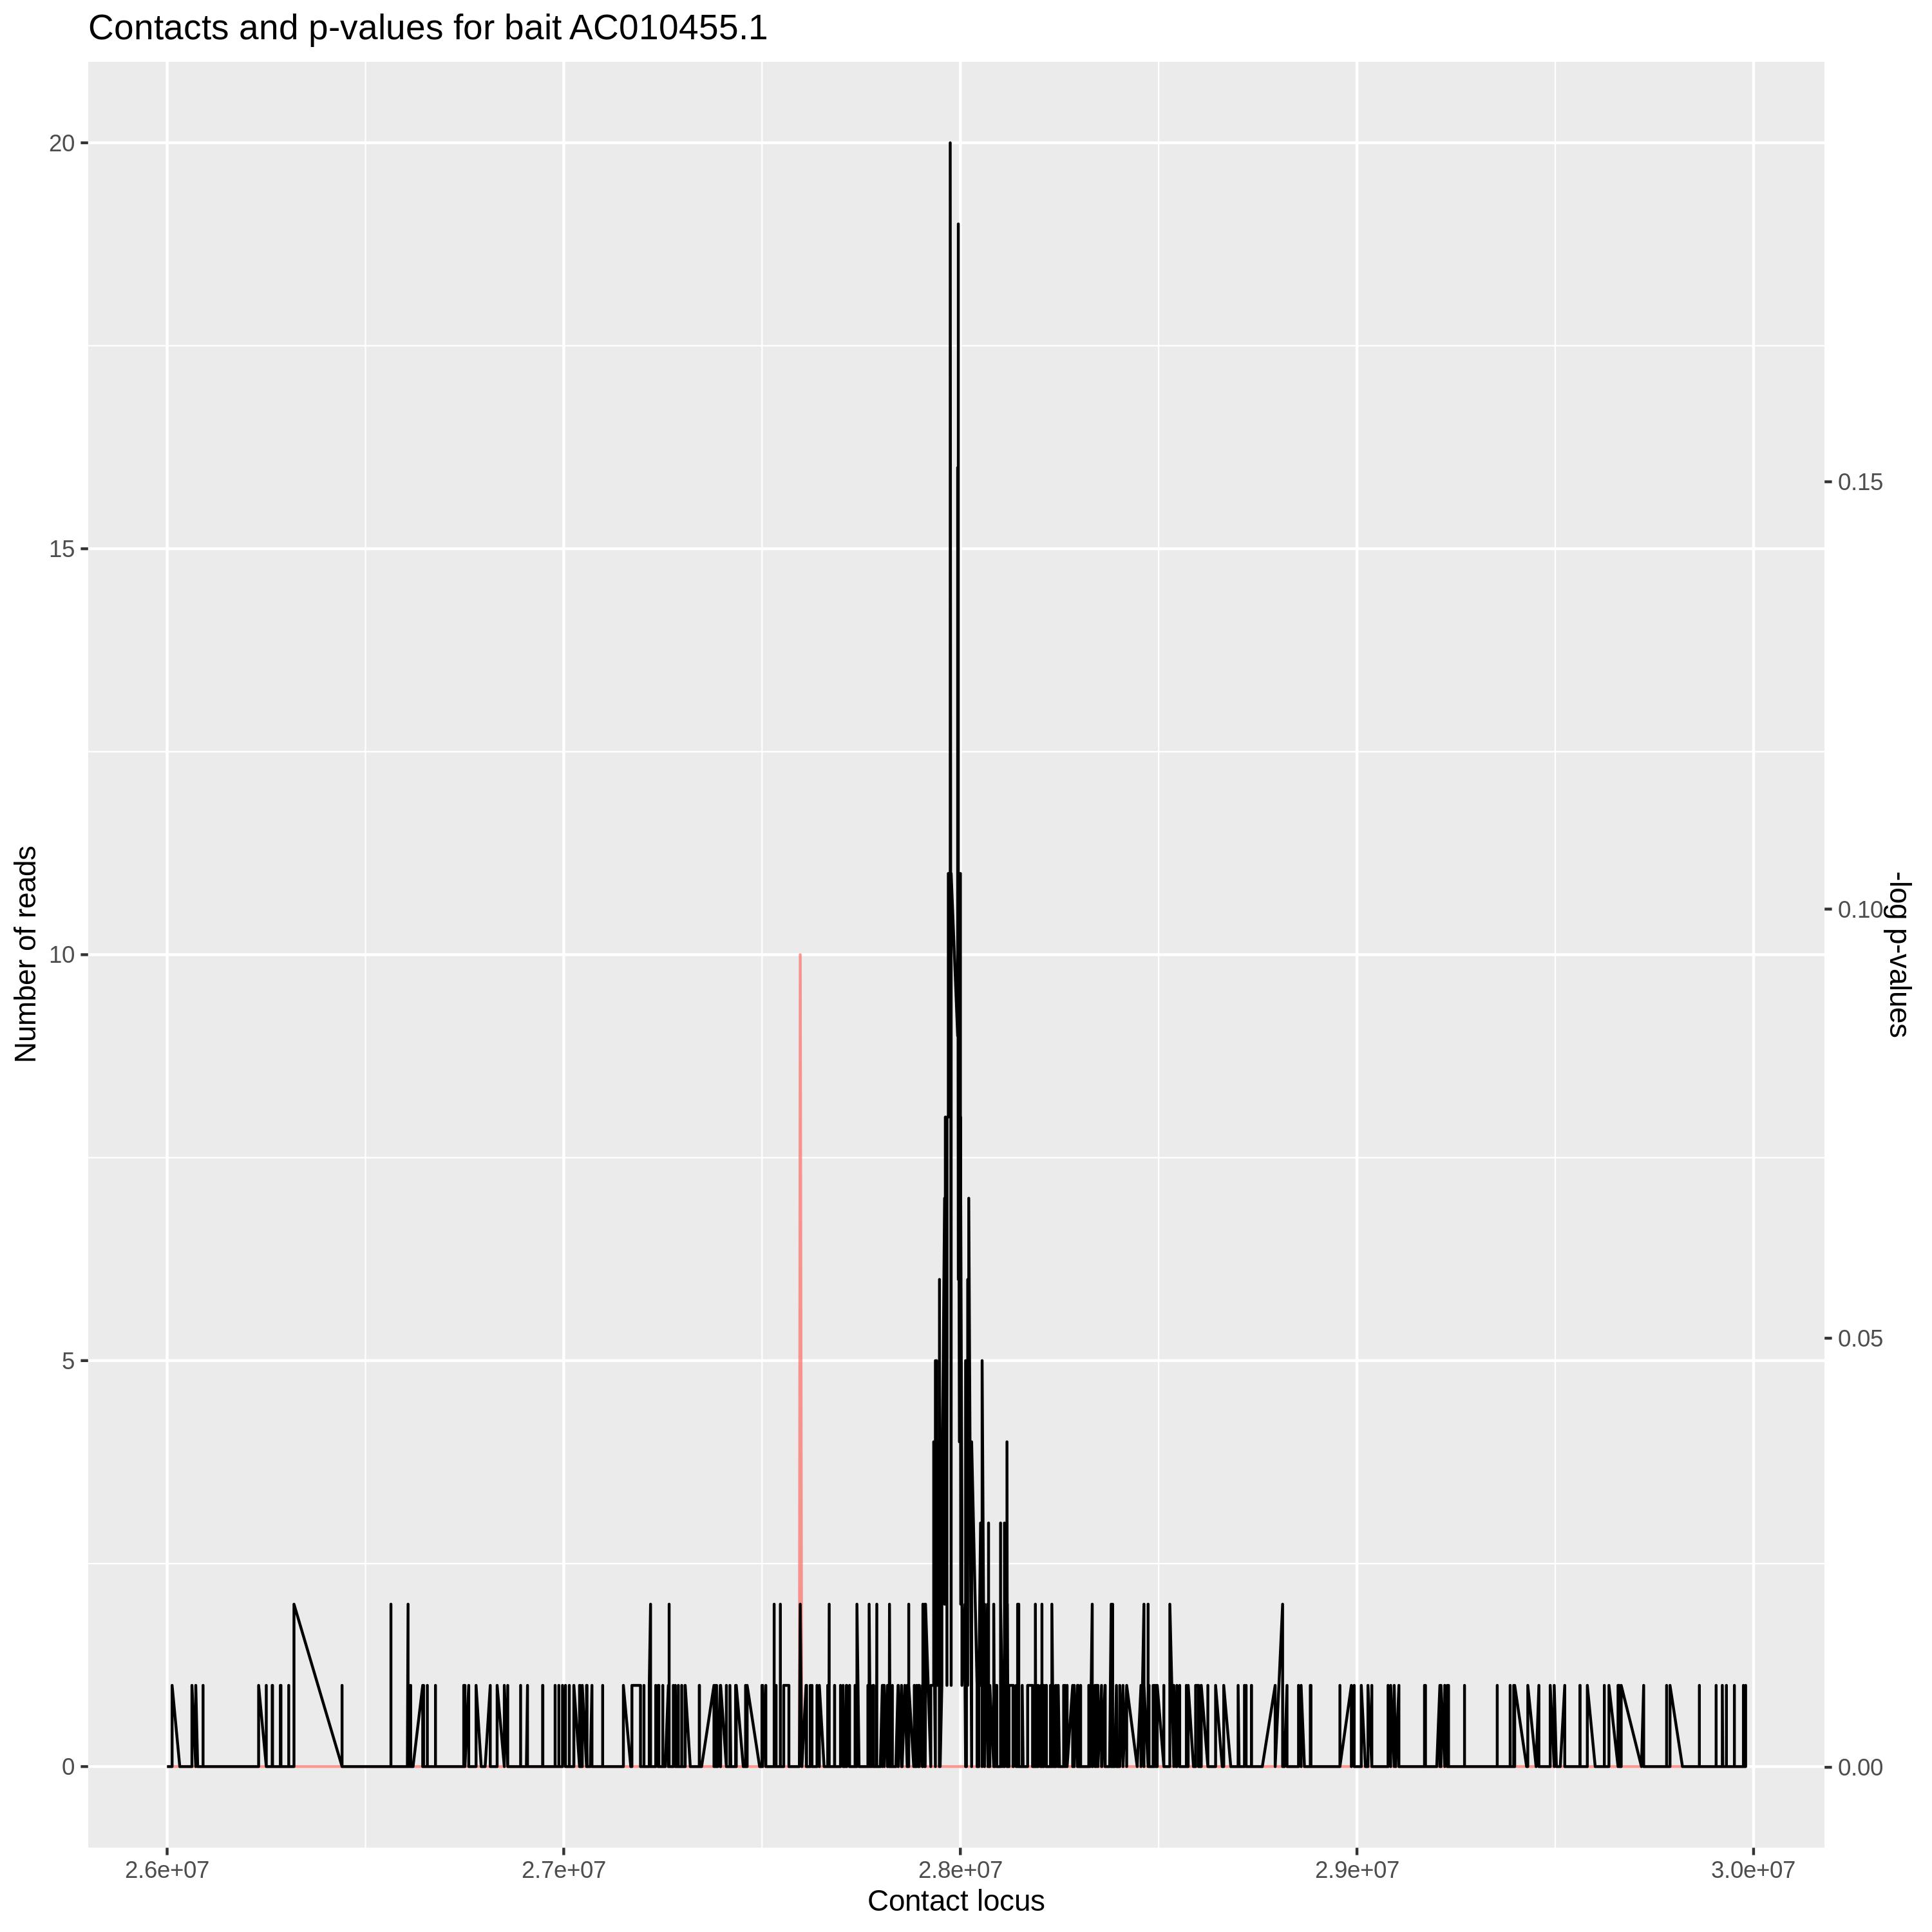 Contacts and p-values for bait AC010455.1
20
15
10
5
0
Number of reads
0.15
0.10
0.05
0.00
-log p-values
2.6e+07
2.7e+07
2.8e+07
2.9e+07
3.0e+07
Contact locus